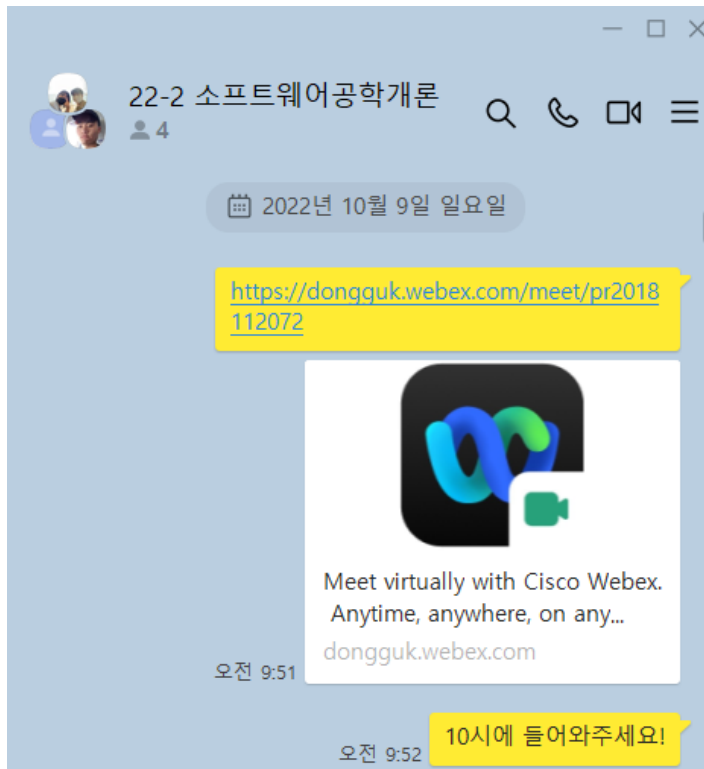 22-2 소프트웨어공학개론
4
2022년 10월 9일 일요일
https://dongguk.webex.com/meet/pr2018
112072
Meet virtually with Cisco Webex.
Anytime, anywhere, on any...
dongguk.webex.com
오전 9:51
10시에 들어와주세요!
오전 9:52